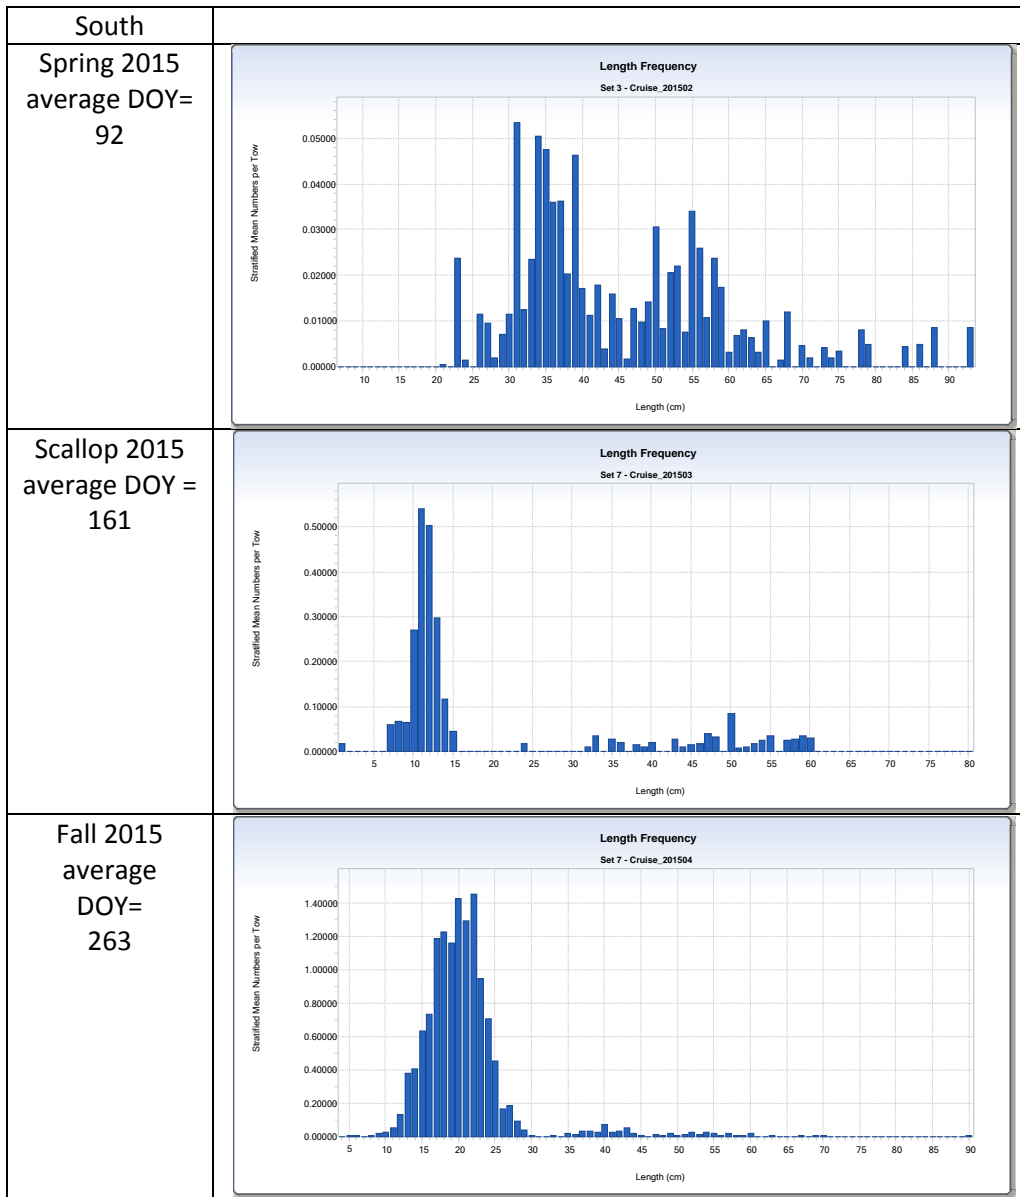 South
Spring 2015
average DOY=
92
Length Frequency
Set 3 - Cruise_201502
Stratified Mean Numbers per Tow
0.05000
0.04000
0.03000
0.02000
0.01000
0.00000
10 15 20 25 30 35 40 45 50 55 60 65 70 75 80 85 90
Length (cm)
Scallop 2015
average DOY =
161
Length Frequency
Set 7 - Cruise_201503
Stratified Mean Numbers per Tow
0.50000
0.40000
0.30000
0.20000
0.10000
0.00000
5 10 15 20 25 30 35 40 45 50 55 60 65 70 75 80
Length (cm)
Fall 2015
average
DOY=
263
Length Frequency
Set 7 - Cruise_201504
Stratified Mean Numbers per Tow
1.40000
1.20000
1.00000
0.80000
0.60000
0.40000
0.20000
0.00000
5 10 15 20 25 30 35 40 45 50 55 60 65 70 75 80 85 90
Length (cm)